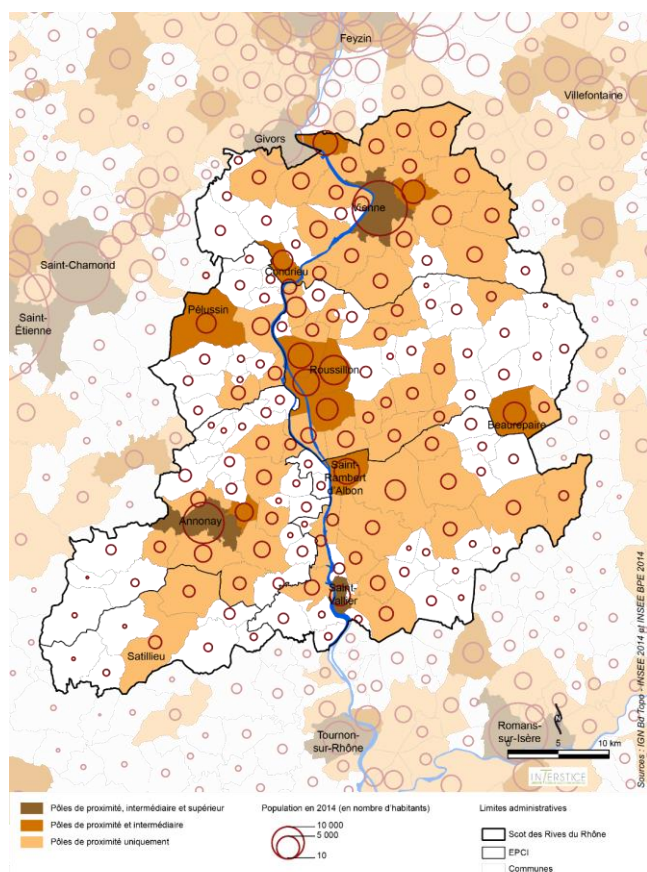 Feyzin
Villefontaine
Givors
Vienne
Saint-Chamond
Condrieu
Saint-
Étienne
Pélussin
Roussillon
Beaurepaire
Saint-
Rambert
d'Albon
Annonay
Saint-
Vallier
Satillieu
Tournon-
sur-Rhône
Romans-
sur-Isère
N
0 5 10 km
INTERSTICE
Sources : IGN Bd Topo - INSEE 2014 et INSEE BPE 2014
Pôles de proximité, intermédiaire et supérieur
Pôles de proximité et intermédiaire
Pôles de proximité uniquement
Population en 2014 (en nombre d'habitants)
10 000
5 000
10
Limites administratives
Scot des Rives du Rhône
EPCI
Communes